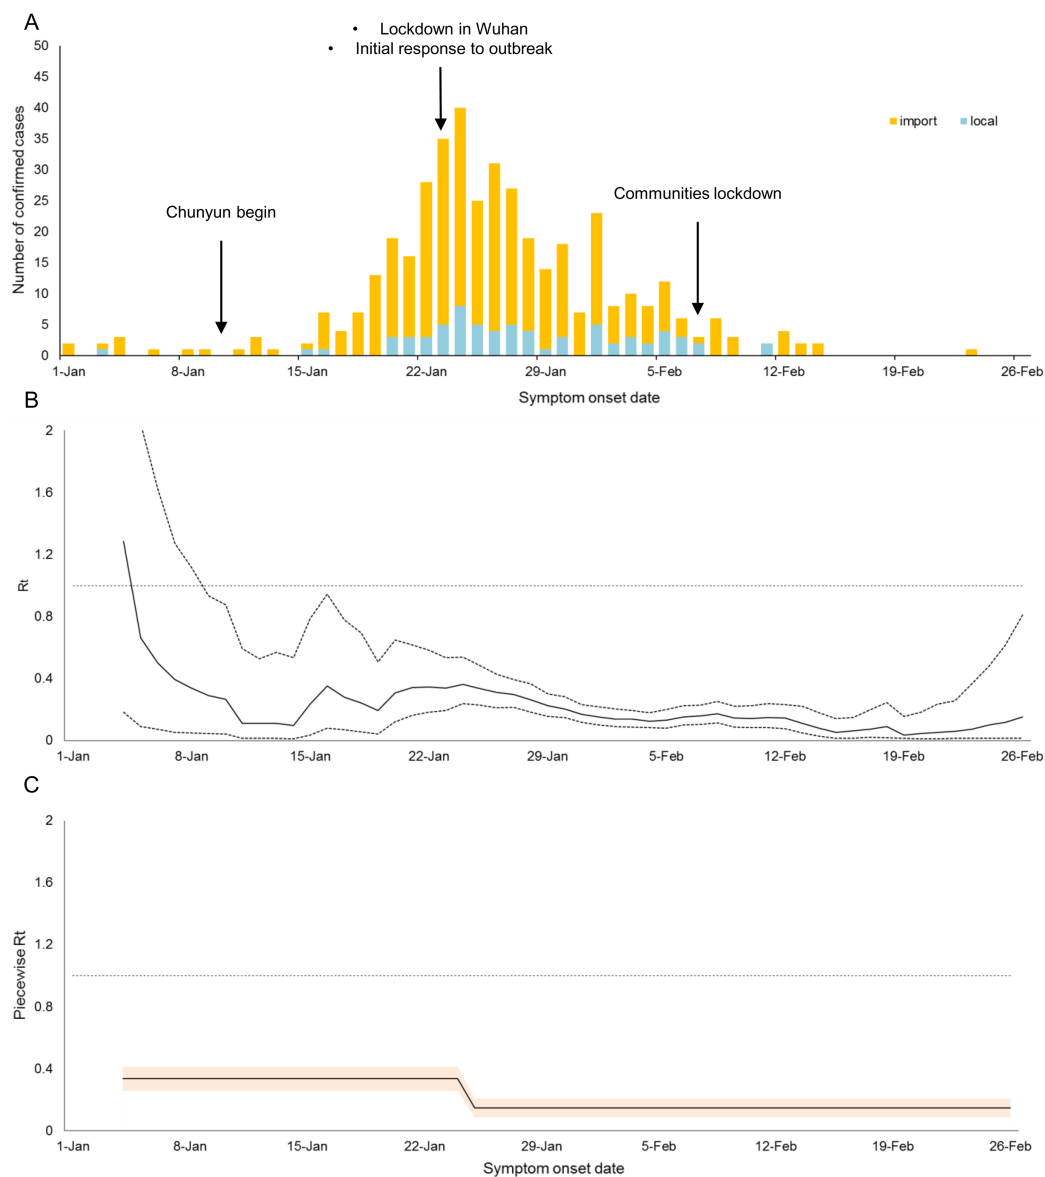 A
• Lockdown in Wuhan
• Initial response to outbreak
50
45
40
35
30
25
20
15
10
5
0
Number of confirmed cases
import local
Communities lockdown
Chunyun begin
1-Jan 8-Jan 15-Jan 22-Jan 29-Jan 5-Feb 12-Feb 19-Feb 26-Feb
Symptom onset date
B
2
1.6
1.2
0.8
0.4
0
Rt
1-Jan 8-Jan 15-Jan 22-Jan 29-Jan 5-Feb 12-Feb 19-Feb 26-Feb
C
2
1.6
1.2
0.8
0.4
0
Piecewise Rt
1-Jan 8-Jan 15-Jan 22-Jan 29-Jan 5-Feb 12-Feb 19-Feb 26-Feb
Symptom onset date